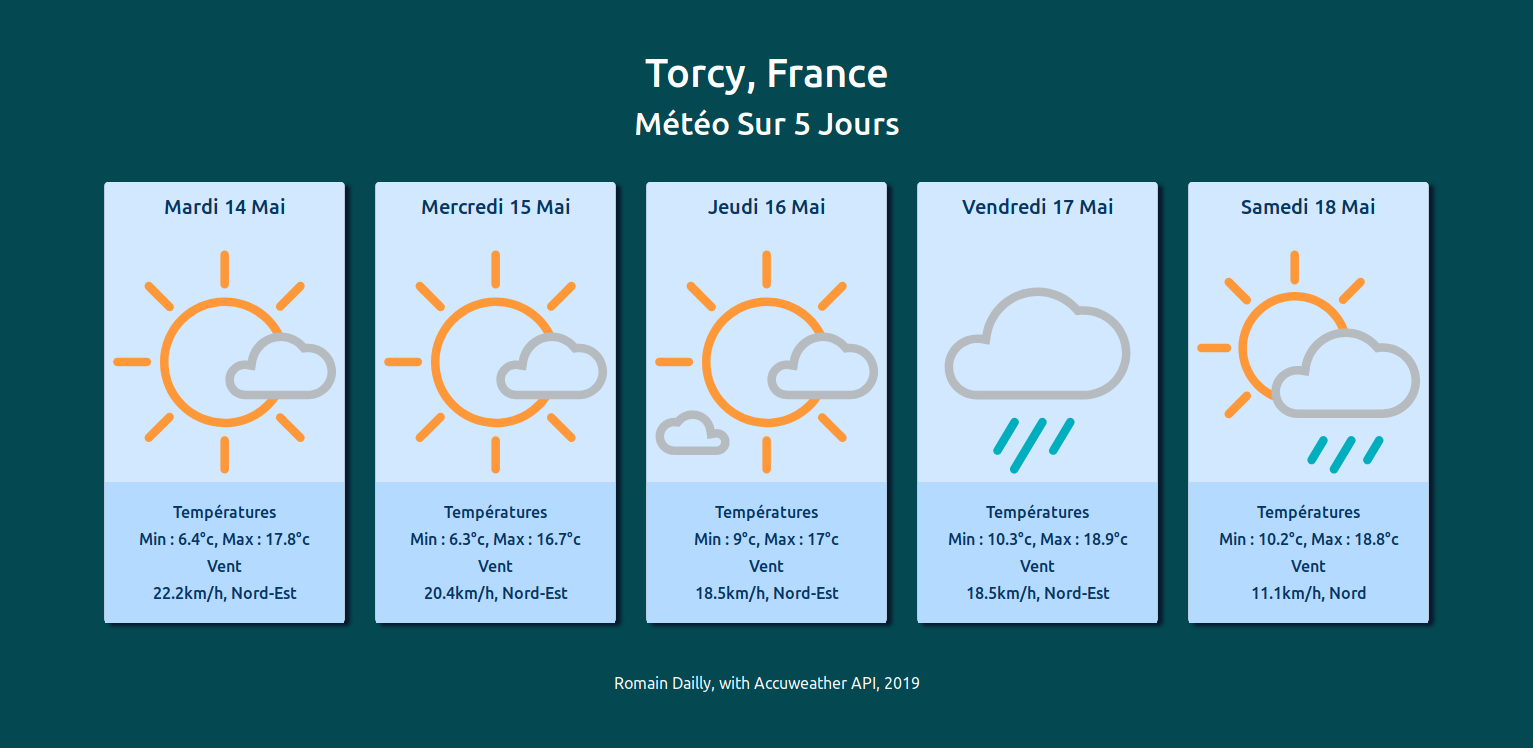 Torcy, France
Météo Sur 5 Jours
Mardi 14 Mai
Températures
Min : 6.4°c, Max : 17.8°c
Vent
22.2km/h, Nord-Est
Mercredi 15 Mai
Températures
Min : 6.3°c, Max : 16.7°c
Vent
20.4km/h, Nord-Est
Jeudi 16 Mai
Températures
Min : 9°c, Max : 17°c
Vent
18.5km/h, Nord-Est
Vendredi 17 Mai
Températures
Min : 10.3°c, Max : 18.9°c
Vent
18.5km/h, Nord-Est
Samedi 18 Mai
Températures
Min : 10.2°c, Max : 18.8°c
Vent
11.1km/h, Nord
Romain Dailly, with Accuweather API, 2019